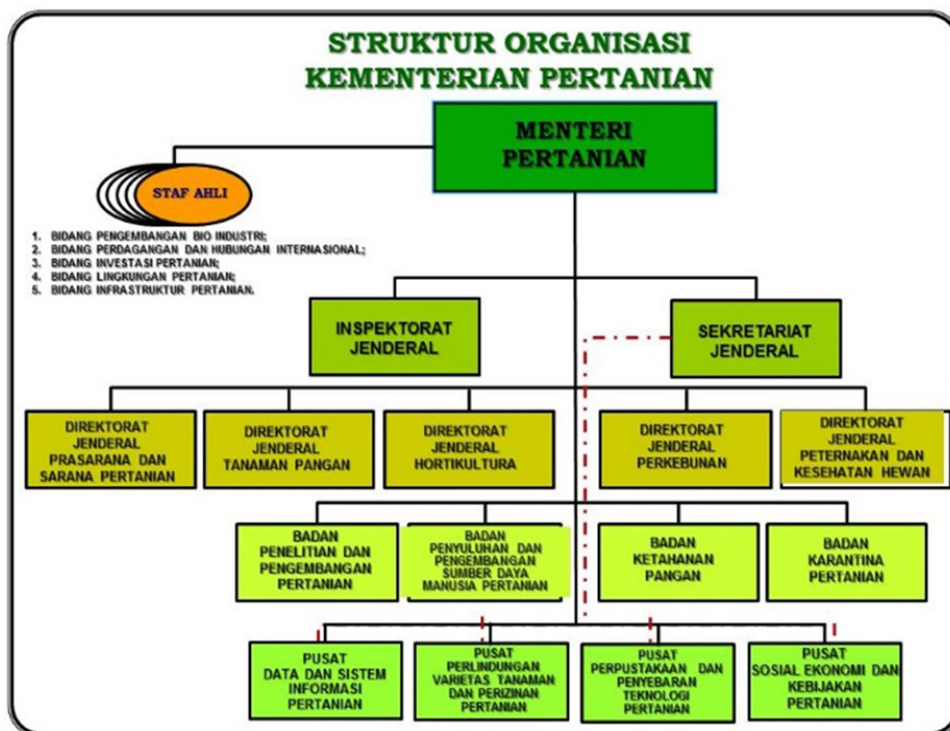 STRUKTUR ORGANISASI
KEMENTERIAN PERTANIAN
MENTERI
PERTANIAN
STAF AHLI
1. BIDANG PENGEMBANGAN BIO INDUSTRI;
2. BIDANG PERDAGANGAN DAN HUBUNGAN INTERNASIONAL;
3. BIDANG INVESTASI PERTANIAN;
4. BIDANG LINGKUNGAN PERTANIAN;
5. BIDANG INFRASTRUKTUR PERTANIAN.
INSPEKTORAT
JENDERAL
SEKRETARIAT
JENDERAL
DIREKTORAT
JENDERAL
PRASARANA DAN
SARANA PERTANIAN
DIREKTORAT
JENDERAL
TANAMAN PANGAN
DIREKTORAT
JENDERAL
HORTIKULTURA
DIREKTORAT
JENDERAL
PERKEBUNAN
DIREKTORAT
JENDERAL
PETERNAKAN DAN
KESEHATAN HEWAN
BADAN
PENELITIAN DAN
PENGEMBANGAN
PERTANIAN
BADAN
PENYULUHAN DAN
PENGEMBANGAN
SUMBER DAYA
MANUSIA PERTANIAN
BADAN
KETAHANAN
PANGAN
BADAN
KARANTINA
PERTANIAN
PUSAT
DATA DAN SISTEM
INFORMASI
PERTANIAN
PUSAT
PERLINDUNGAN
VARIETAS TANAMAN
DAN PERIZINAN
PERTANIAN
PUSAT
PERPUSTAKAAN DAN
PENYEBARAN
TEKNOLOGI
PERTANIAN
PUSAT
SOSIAL EKONOMI DAN
KEBIJAKAN
PERTANIAN